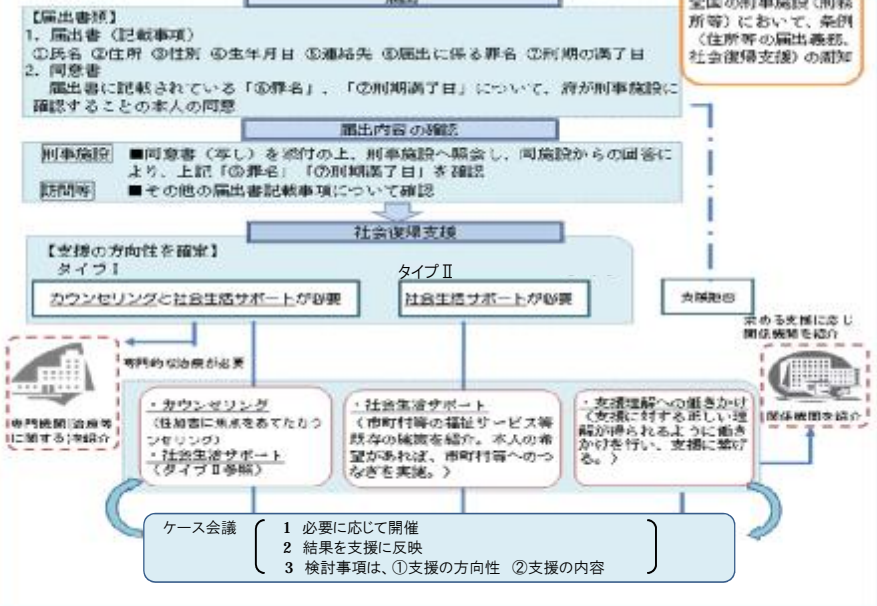 【届出書類】
1. 届出書（記載事項）
①氏名 ②住所 ③性別 ④生年月日 ⑤連絡先 ⑥届出に係る罪名 ⑦刑期の満了日
2. 同意書
届出書に記載されている「⑥罪名」、「⑦刑期満了日」について、府が刑事施設に
確認することの本人の同意
全国の刑事施設（刑務
所等）において、条例
（住所等の届出義務、
社会復帰支援）の周知
届出内容の確認
刑事施設 ■同意書（写し）を添付の上、刑事施設へ照会し、同施設からの回答に
より、上記「⑥罪名」「⑦刑期満了日」を確認
訪問等 ■その他の届出書記載事項について確認
社会復帰支援
【支援の方向性を確定】
タイプⅠ
タイプⅡ
カウンセリングと社会生活サポートが必要
社会生活サポートが必要
支援拒否
求める支援に応じ
関係機関を紹介
専門的な治療が必要
専門機関（治療等
に関する）を紹介
・カウンセリング
（性加害に焦点をあてたカウ
ンセリング）
・社会生活サポート
（タイプⅡ参照）
・社会生活サポート
（市町村等の福祉サービス等
既存の施策を紹介。本人の希
望があれば、市町村等へのつ
なぎを実施。）
・支援理解への働きかけ
（支援に対する正しい理
解が得られるように働き
かけを行い、支援に繋げ
る。）
関係機関を紹介
ケース会議
1 必要に応じて開催
2 結果を支援に反映
3 検討事項は、①支援の方向性 ②支援の内容